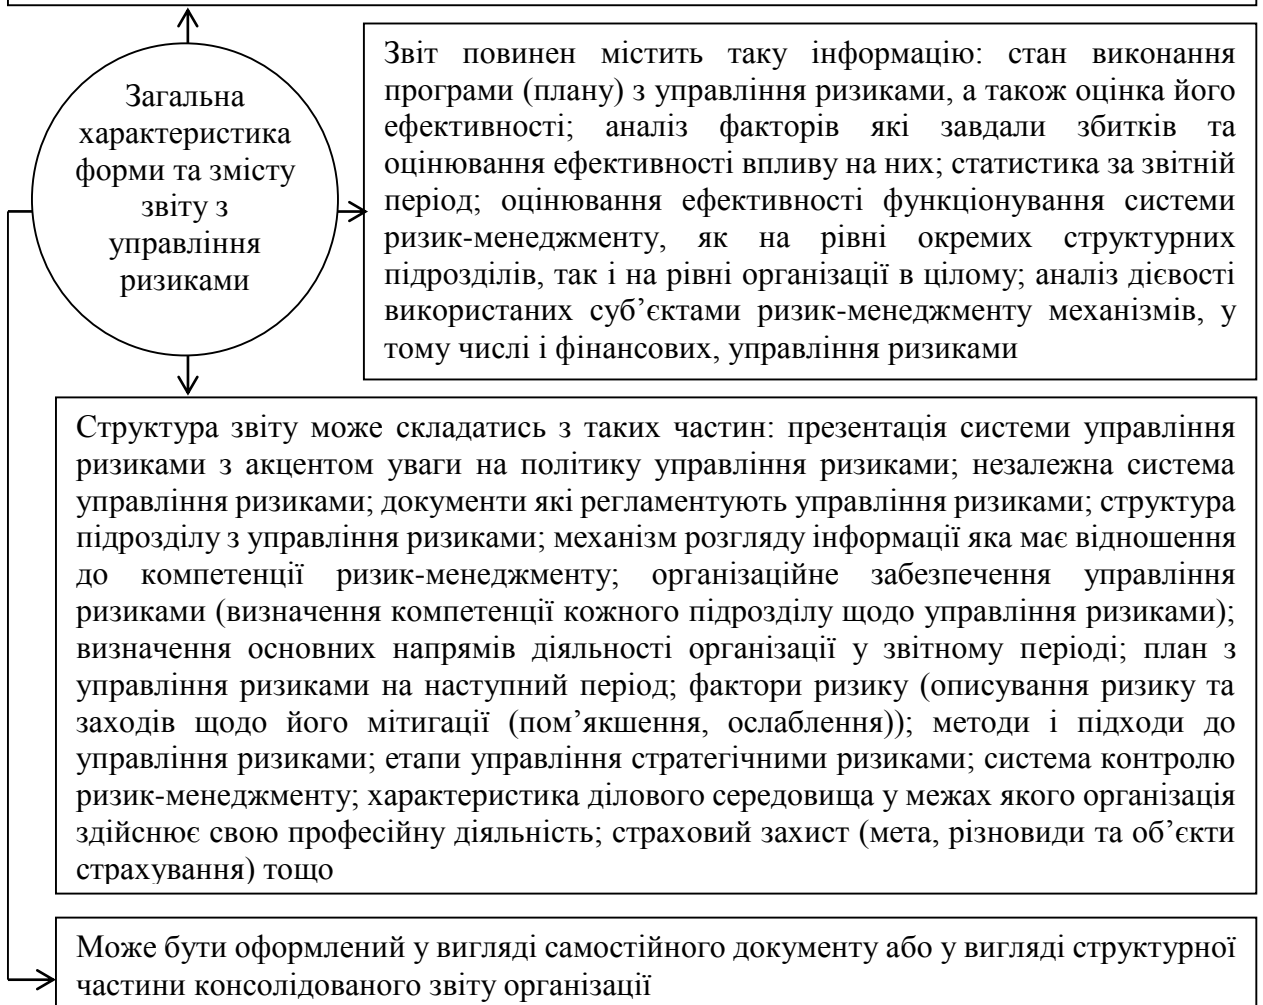 Загальна
характеристика
форми та змісту
звіту з
управління
ризиками
Звіт повинен містить таку інформацію: стан виконання
програми (плану) з управління ризиками, а також оцінка його
ефективності; аналіз факторів які завдали збитків та
оцінювання ефективності впливу на них; статистика за звітній
період; оцінювання ефективності функціонування системи
ризик-менеджменту, як на рівні окремих структурних
підрозділів, так і на рівні організації в цілому; аналіз дієвості
використаних суб’єктами ризик-менеджменту механізмів, у
тому числі і фінансових, управління ризиками
Структура звіту може складатись з таких частин: презентація системи управління
ризиками з акцентом уваги на політику управління ризиками; незалежна система
управління ризиками; документи які регламентують управління ризиками; структура
підрозділу з управління ризиками; механізм розгляду інформації яка має відношення
до компетенції ризик-менеджменту; організаційне забезпечення управління
ризиками (визначення компетенції кожного підрозділу щодо управління ризиками);
визначення основних напрямів діяльності організації у звітному періоді; план з
управління ризиками на наступний період; фактори ризику (описування ризику та
заходів щодо його мітигації (пом’якшення, ослаблення)); методи і підходи до
управління ризиками; етапи управління стратегічними ризиками; система контролю
ризик-менеджменту; характеристика ділового середовища у межах якого організація
здійснює свою професійну діяльність; страховий захист (мета, різновиди та об’єкти
страхування) тощо
Може бути оформлений у вигляді самостійного документу або у вигляді структурної
частини консолідованого звіту організації